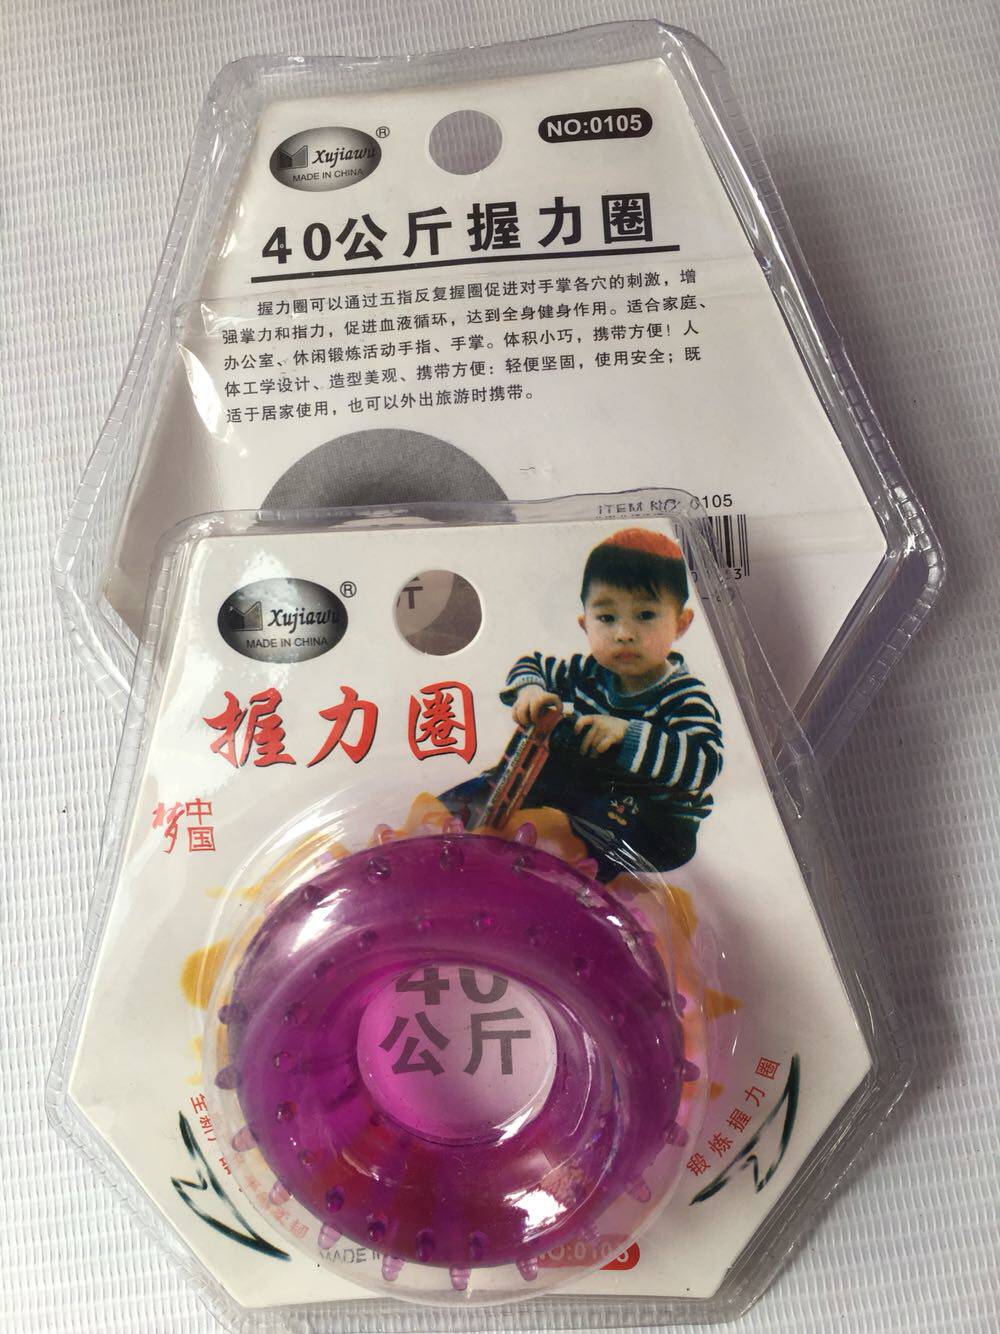 Xujiawu ®
MADE IN CHINA
NO:0105
40公斤握力圈
握力圈可以通过五指反复握圈促进对手掌各穴的刺激，增
强掌力和指力，促进血液循环，达到全身健身作用。适合家庭、
办公室、休闲锻炼活动手指、手掌。体积小巧，携带方便！人
体工学设计、造型美观、携带方便：轻便坚固，使用安全；既
适于居家使用，也可以外出旅游时携带。
ITEM NO: 0105
Xujiawu ®
MADE IN CHINA
斤
握力圈
中国
梦
40
公斤
锻炼握力圈
MADE IN
NO:0105